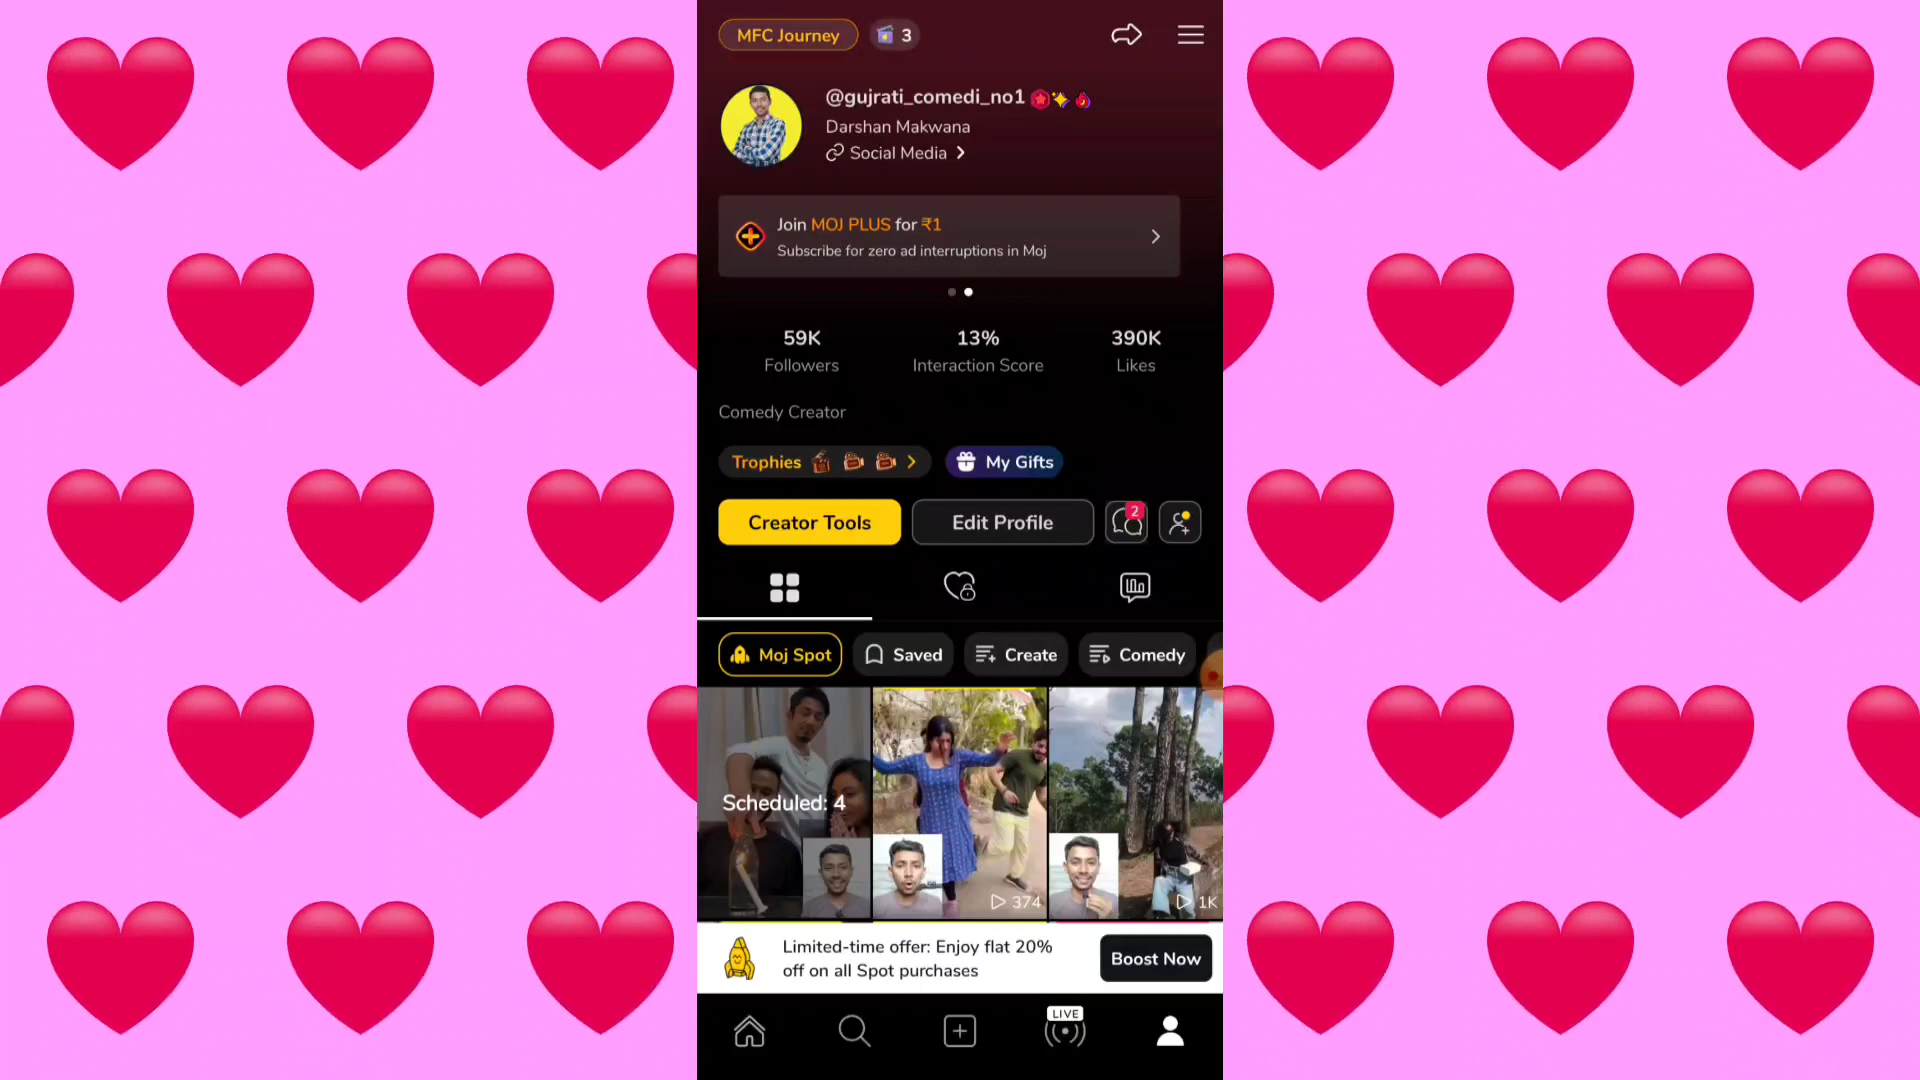 MFC Journey
3
@gujrati_comedi_no1
Darshan Makwana
Social Media
Join MOJ PLUS for ₹1
Subscribe for zero ad interruptions in Moj
59K
13%
390K
Followers
Interaction Score
Likes
Comedy Creator
Trophies
My Gifts
Creator Tools
Edit Profile
2
Moj Spot
Saved
Create
Comedy
Scheduled: 4
374
1K
Limited-time offer: Enjoy flat 20%
off on all Spot purchases
Boost Now
LIVE